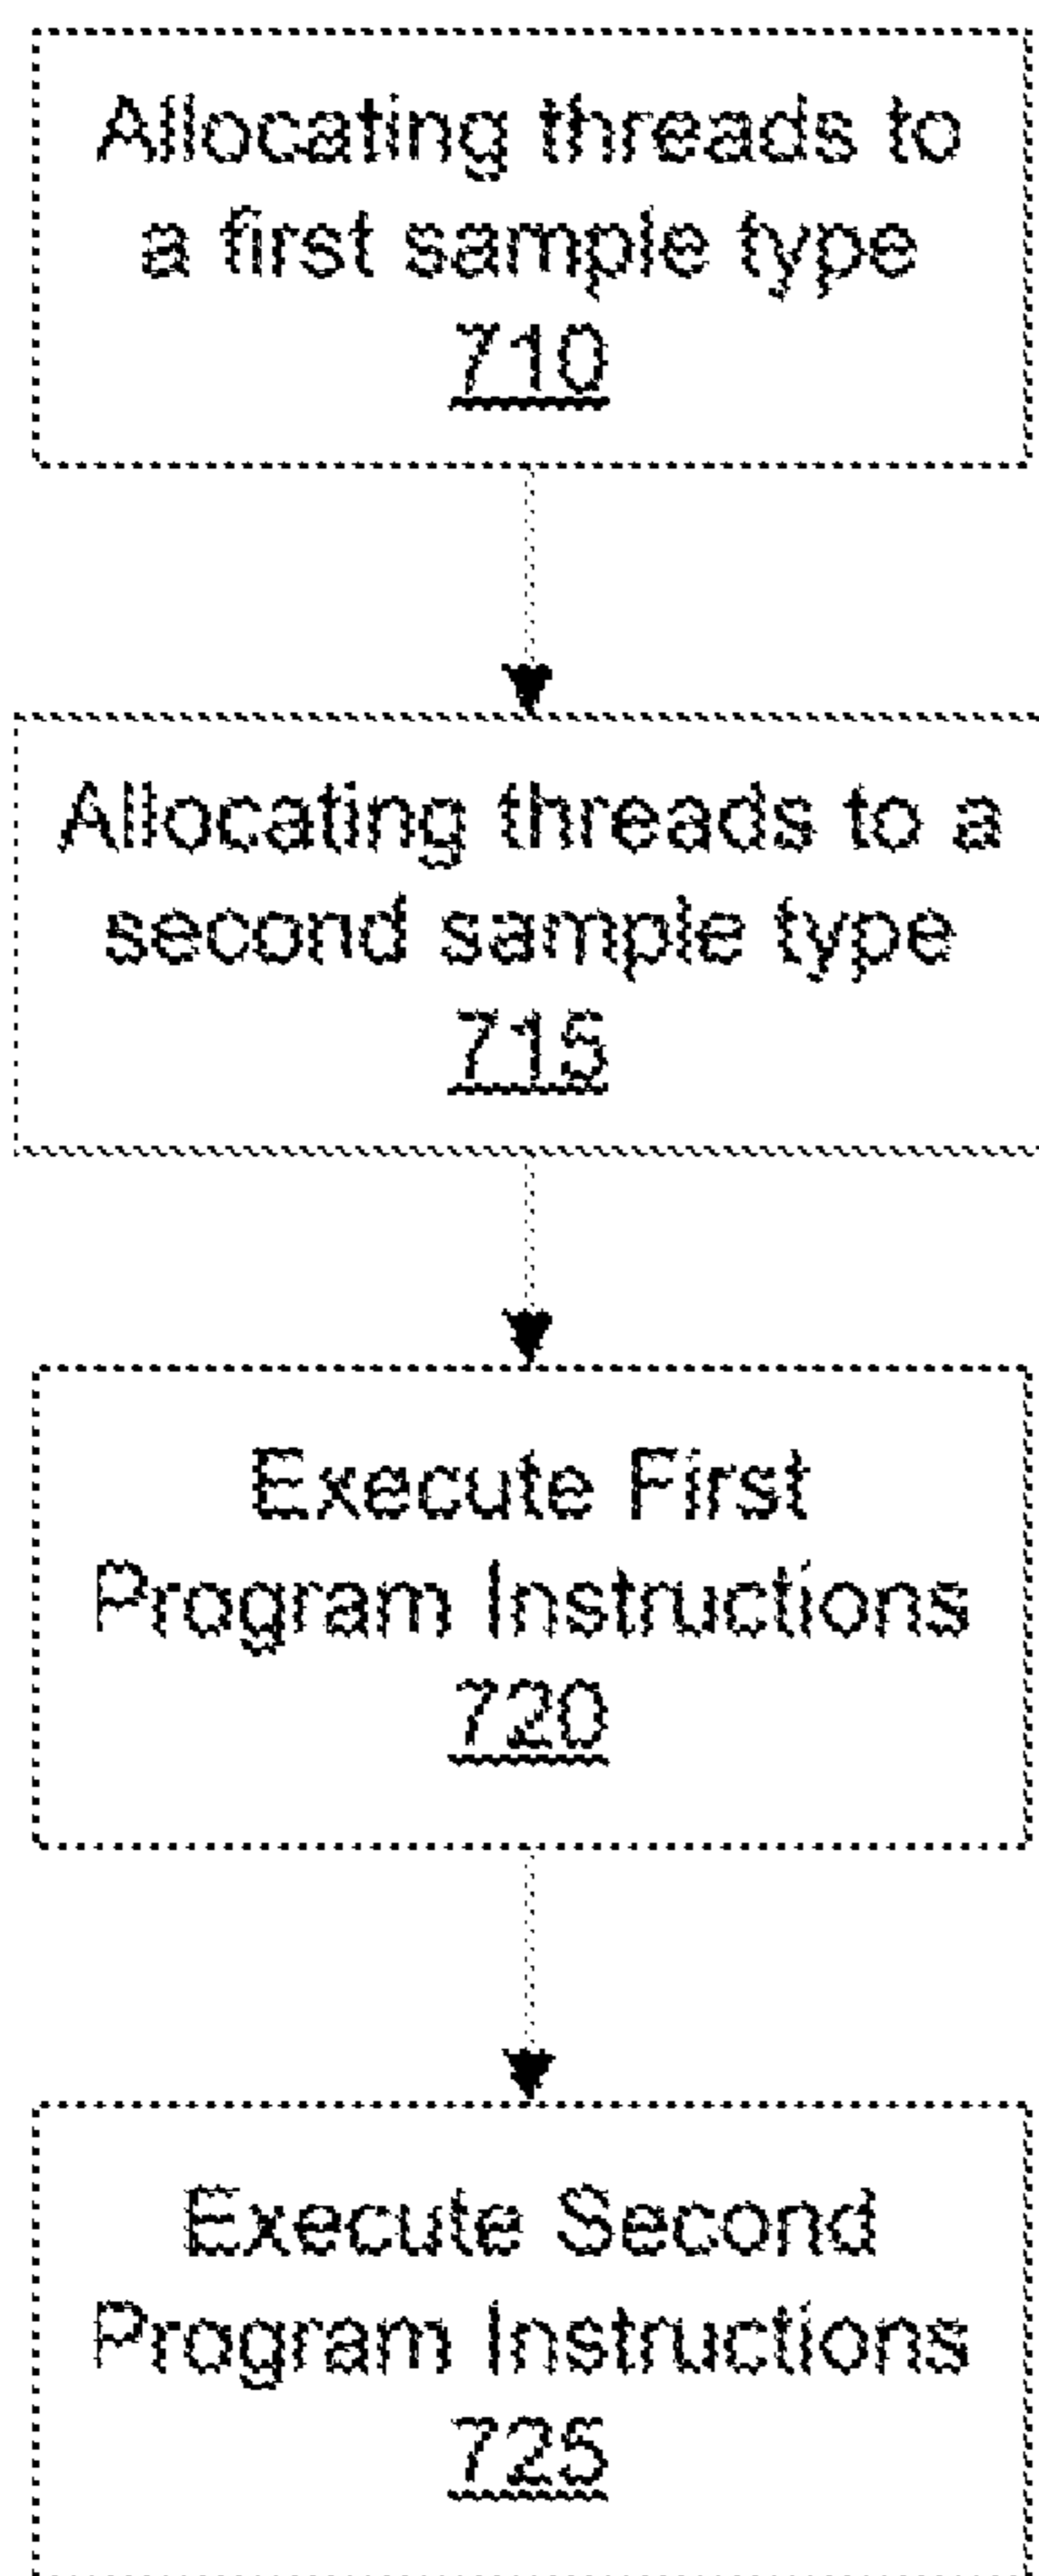 Allocating threads to
a first sample type
710
Allocating threads to a
second sample type
715
Execute First
Program Instructions
720
Execute Second
Program Instructions
725